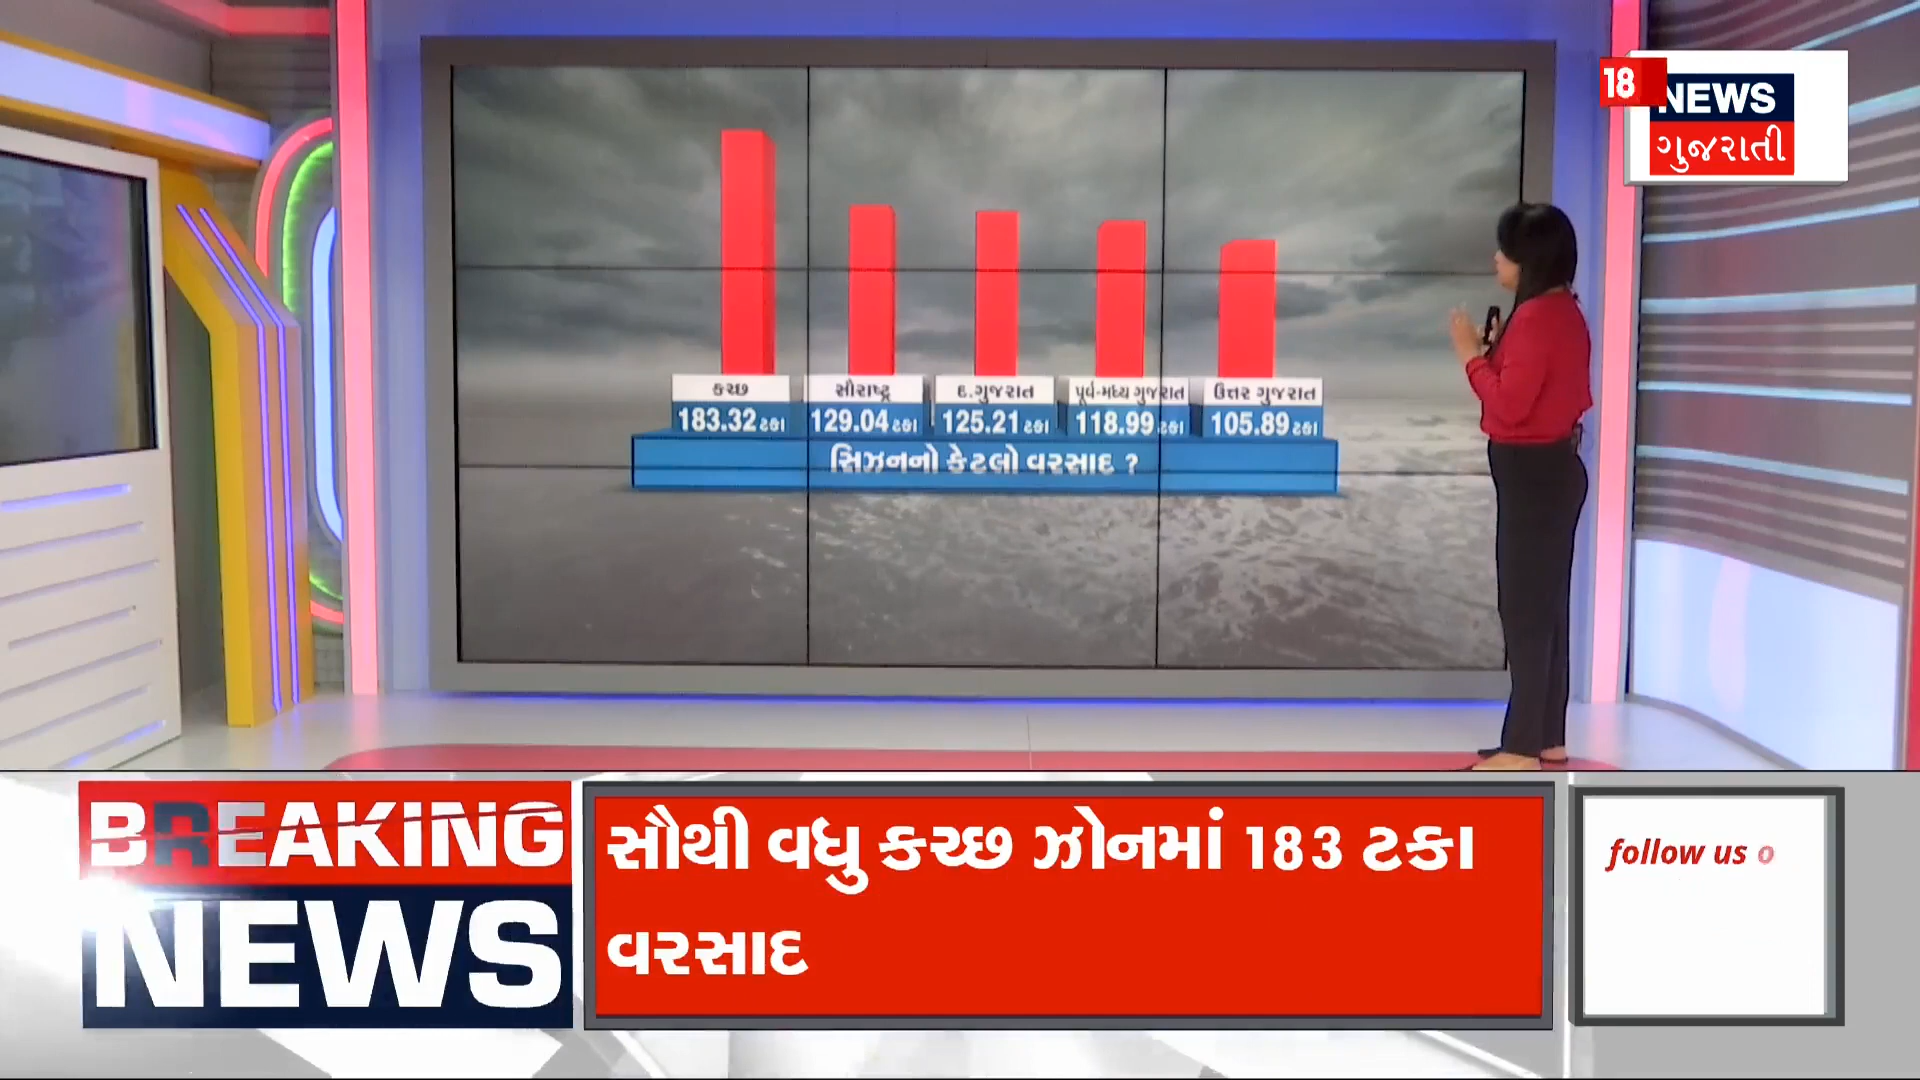 18
NEWS
ગુજરાતી
કચ્છ
સૌરાષ્ટ્ર
દ.ગુજરાત
પૂર્વ-મધ્ય ગુજરાત
ઉત્તર ગુજરાત
183.32 ટકા
129.04 ટકા
125.21 ટકા
118.99 ટકા
105.89 ટકા
સિઝનનો કેટલો વરસાદ ?
BREAKING
NEWS
સૌથી વધુ કચ્છ ઝોનમાં 183 ટકા
વરસાદ
follow us o